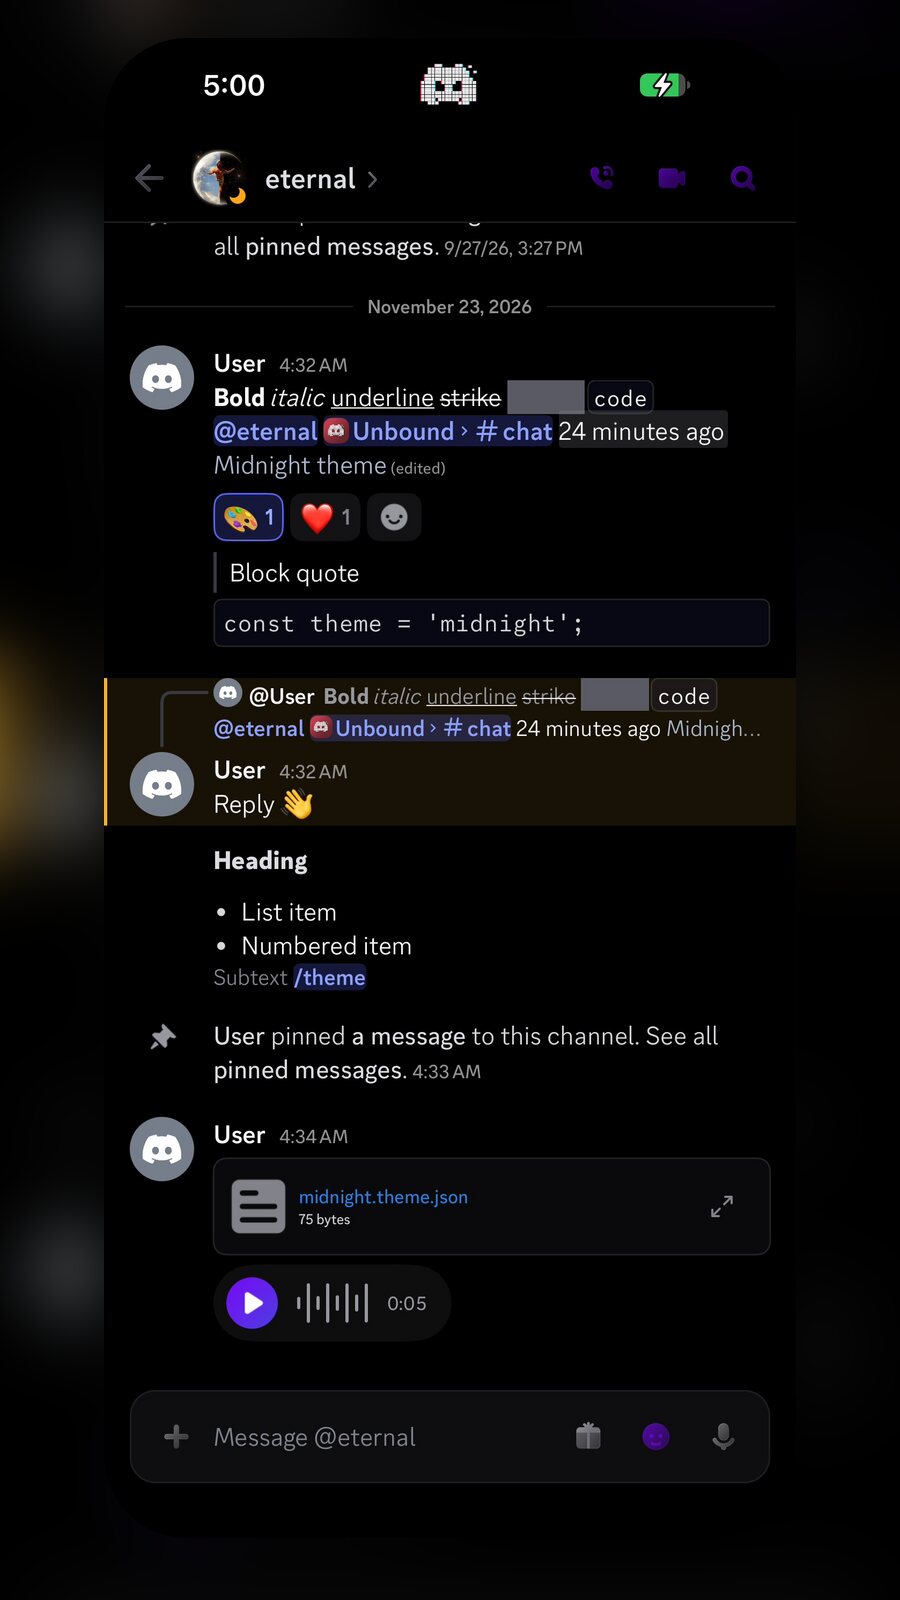 5:00
eternal
all pinned messages. 9/27/26, 3:27 PM
November 23, 2026
User 4:32 AM
Bold italic underline strike code
@eternal Unbound › # chat 24 minutes ago
Midnight theme (edited)
1 1
Block quote
const theme = 'midnight';
@User Bold italic underline strike code
@eternal Unbound › # chat 24 minutes ago Midnigh…
User 4:32 AM
Reply 👋
Heading
• List item
• Numbered item
Subtext /theme
User pinned a message to this channel. See all
pinned messages. 4:33 AM
User 4:34 AM
midnight.theme.json
75 bytes
0:05
Message @eternal